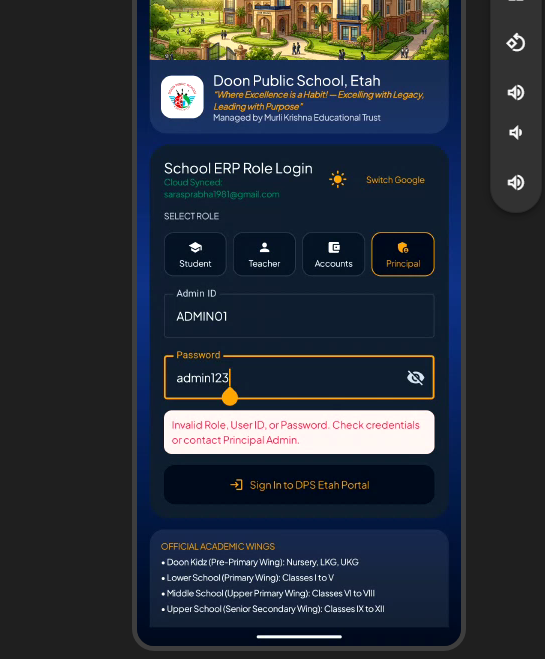 Doon Public School, Etah
"Where Excellence is a Habit! — Excelling with Legacy,
Leading with Purpose"
Managed by Murli Krishna Educational Trust
School ERP Role Login
Cloud Synced:
sarasprabha1981@gmail.com
Switch Google
SELECT ROLE
Student
Teacher
Accounts
Principal
Admin ID
ADMIN01
Password
admin123
Invalid Role, User ID, or Password. Check credentials
or contact Principal Admin.
Sign In to DPS Etah Portal
OFFICIAL ACADEMIC WINGS
• Doon Kidz (Pre-Primary Wing): Nursery, LKG, UKG
• Lower School (Primary Wing): Classes I to V
• Middle School (Upper Primary Wing): Classes VI to VIII
• Upper School (Senior Secondary Wing): Classes IX to XII